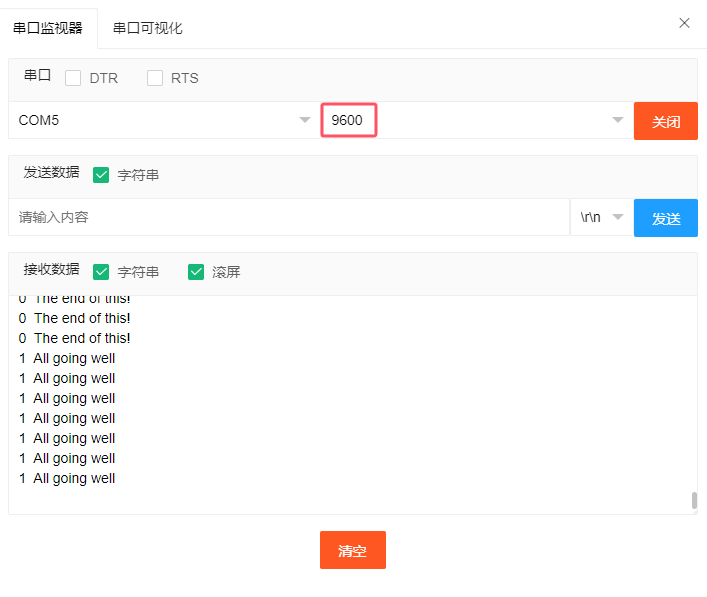 串口监视器 串口可视化
串口 DTR RTS
COM5 9600 关闭
发送数据 字符串
请输入内容 \r\n 发送
接收数据 字符串 滚屏
0 The end of this!
0 The end of this!
0 The end of this!
1 All going well
1 All going well
1 All going well
1 All going well
1 All going well
1 All going well
1 All going well
清空